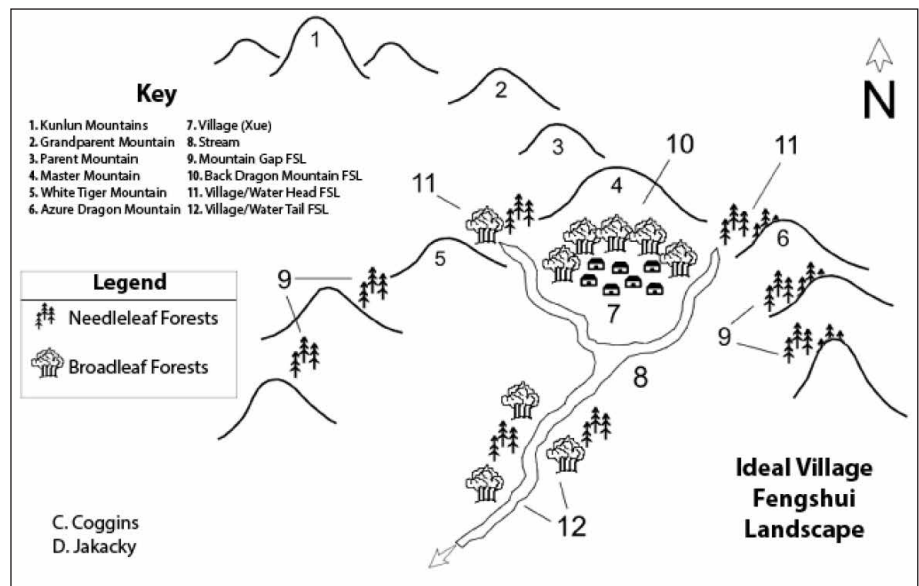 1
2
3
4
10
11
11
5
6
9
9
7
8
12
N
Key
1. Kunlun Mountains
2. Grandparent Mountain
3. Parent Mountain
4. Master Mountain
5. White Tiger Mountain
6. Azure Dragon Mountain
7. Village (Xue)
8. Stream
9. Mountain Gap FSL
10. Back Dragon Mountain FSL
11. Village/Water Head FSL
12. Village/Water Tail FSL
Legend
Needleleaf Forests
Broadleaf Forests
Ideal Village
Fengshui
Landscape
C. Coggins
D. Jakacky